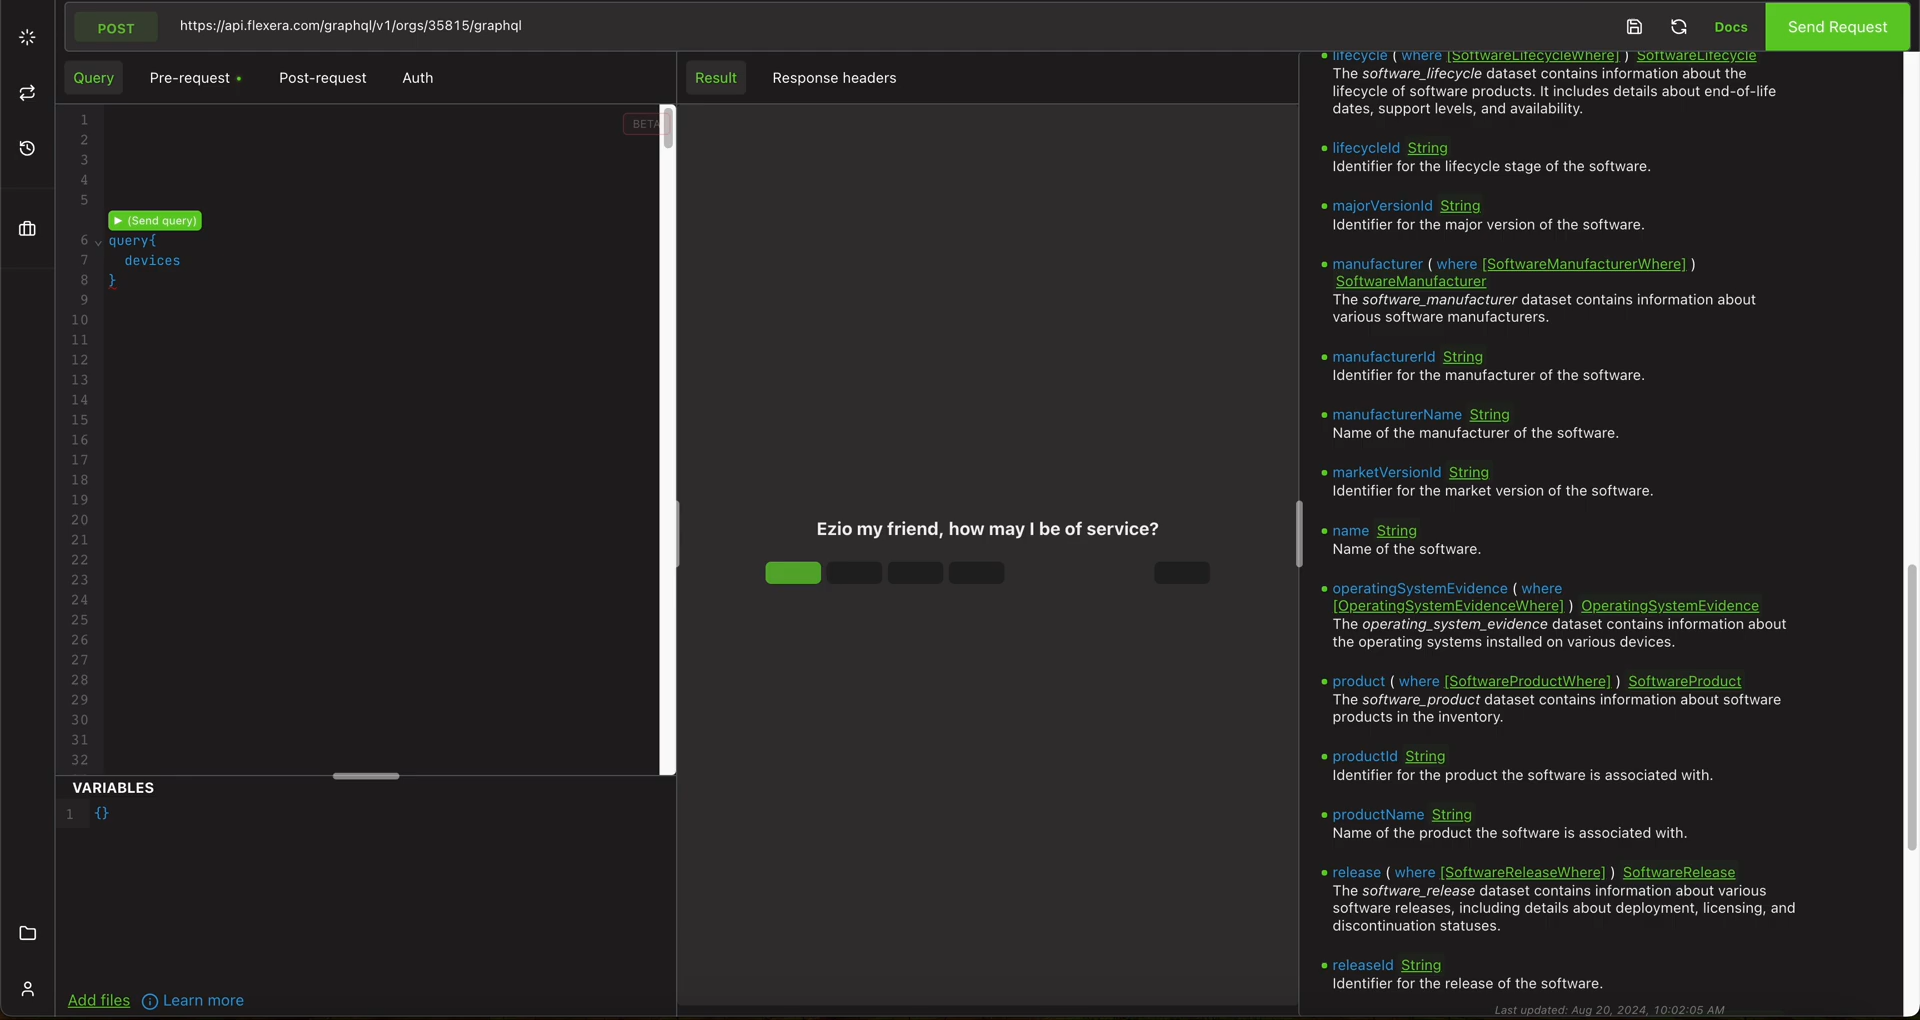 POST
https://api.flexera.com/graphql/v1/orgs/35815/graphql
Docs
Send Request
Query
Pre-request
Post-request
Auth
BETA
1
2
3
4
5
▶ (Send query)
6 query{
7 devices
8 }
9
10
11
12
13
14
15
16
17
18
19
20
21
22
23
24
25
26
27
28
29
30
31
32
VARIABLES
1 {}
Add files
Learn more
Result
Response headers
Ezio my friend, how may I be of service?
lifecycle ( where [SoftwareLifecycleWhere] ) SoftwareLifecycle
The software_lifecycle dataset contains information about the
lifecycle of software products. It includes details about end-of-life
dates, support levels, and availability.
lifecycleId String
Identifier for the lifecycle stage of the software.
majorVersionId String
Identifier for the major version of the software.
manufacturer ( where [SoftwareManufacturerWhere] )
SoftwareManufacturer
The software_manufacturer dataset contains information about
various software manufacturers.
manufacturerId String
Identifier for the manufacturer of the software.
manufacturerName String
Name of the manufacturer of the software.
marketVersionId String
Identifier for the market version of the software.
name String
Name of the software.
operatingSystemEvidence ( where
[OperatingSystemEvidenceWhere] ) OperatingSystemEvidence
The operating_system_evidence dataset contains information about
the operating systems installed on various devices.
product ( where [SoftwareProductWhere] ) SoftwareProduct
The software_product dataset contains information about software
products in the inventory.
productId String
Identifier for the product the software is associated with.
productName String
Name of the product the software is associated with.
release ( where [SoftwareReleaseWhere] ) SoftwareRelease
The software_release dataset contains information about various
software releases, including details about deployment, licensing, and
discontinuation statuses.
releaseId String
Identifier for the release of the software.
Last updated: Aug 20, 2024, 10:02:05 AM